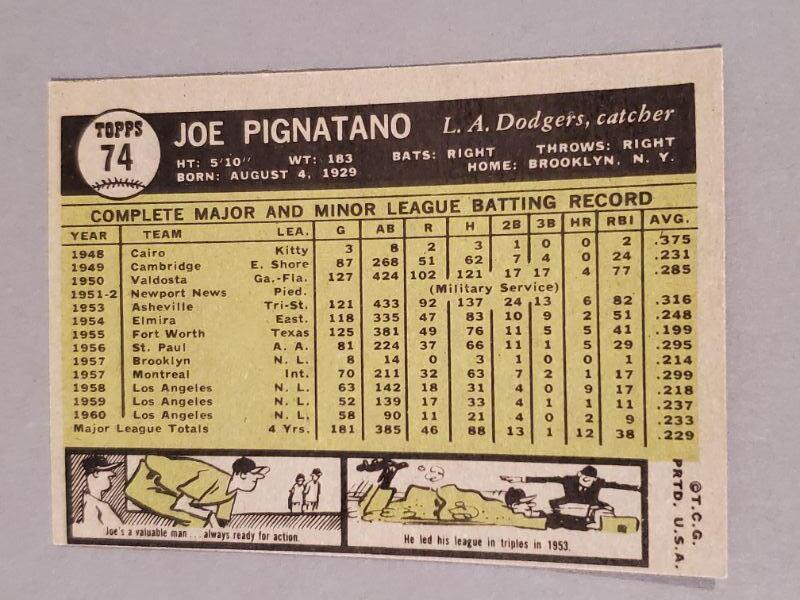 TOPPS
74
JOE PIGNATANO L. A. Dodgers, catcher
HT: 5'10" WT: 183 BATS: RIGHT THROWS: RIGHT
BORN: AUGUST 4, 1929 HOME: BROOKLYN, N. Y.
COMPLETE MAJOR AND MINOR LEAGUE BATTING RECORD
YEAR TEAM LEA. G AB R H 2B 3B HR RBI AVG.
1948 Cairo Kitty 3 8 2 3 1 0 0 2 .375
1949 Cambridge E. Shore 87 268 51 62 7 4 0 24 .231
1950 Valdosta Ga.-Fla. 127 424 102 121 17 17 4 77 .285
1951-2 Newport News Pied. (Military Service)
1953 Asheville Tri-St. 121 433 92 137 24 13 6 82 .316
1954 Elmira East. 118 335 47 83 10 9 2 51 .248
1955 Fort Worth Texas 125 381 49 76 11 5 5 41 .199
1956 St. Paul A. A. 81 224 37 66 11 1 5 29 .295
1957 Brooklyn N. L. 8 14 0 3 1 0 0 1 .214
1957 Montreal Int. 70 211 32 63 7 2 1 17 .299
1958 Los Angeles N. L. 63 142 18 31 4 0 9 17 .218
1959 Los Angeles N. L. 52 139 17 33 4 1 1 11 .237
1960 Los Angeles N. L. 58 90 11 21 4 0 2 9 .233
Major League Totals 4 Yrs. 181 385 46 88 13 1 12 38 .229
Joe's a valuable man... always ready for action.
He led his league in triples in 1953.
©T.C.G.
PRTD. U.S.A.